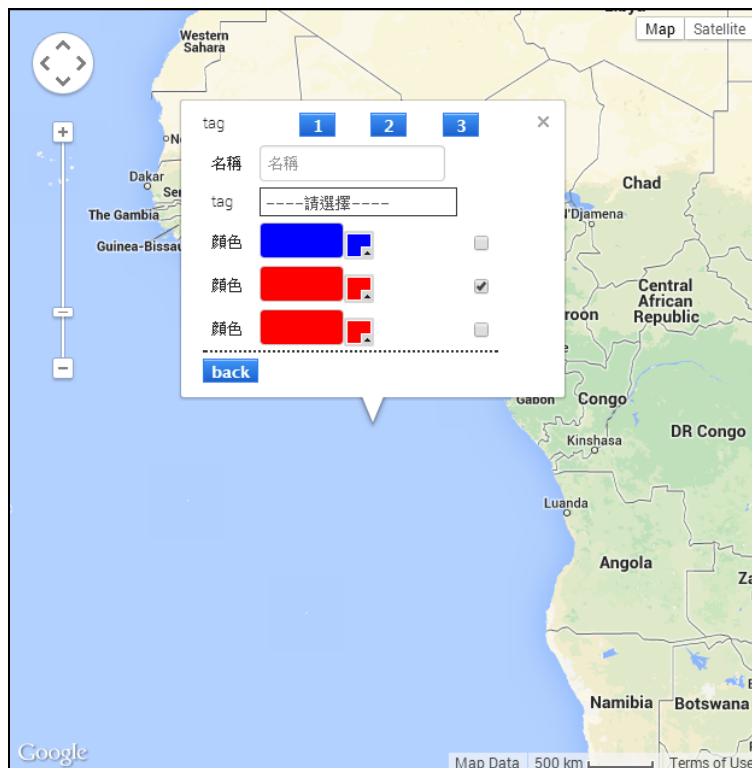 Western
Sahara
Map
Satellite
tag
1
2
3
×
名稱
名稱
Dakar
tag
----請選擇----
Chad
The Gambia
N'Djamena
Guinea-Bissau
顏色
顏色
Central
African
Republic
顏色
back
Gabon
Congo
Kinshasa
DR Congo
Luanda
Angola
Namibia
Botswana
Google
Map Data
500 km
Terms of Use